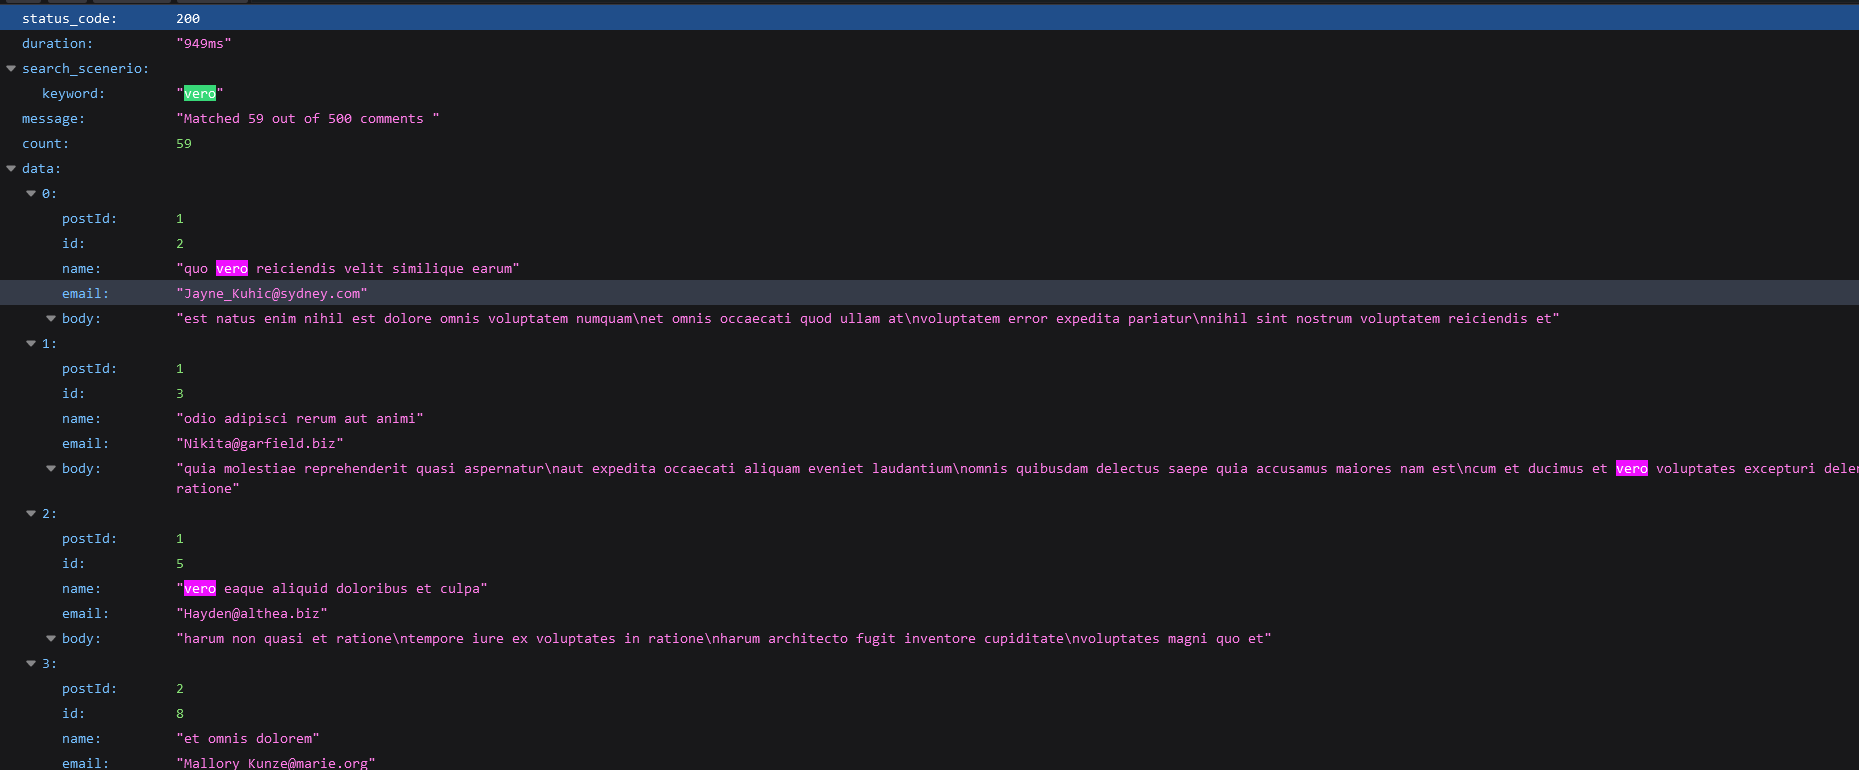 status_code: 200
duration: "949ms"
search_scenerio:
keyword: "vero"
message: "Matched 59 out of 500 comments "
count: 59
data:
0:
postId: 1
id: 2
name: "quo vero reiciendis velit similique earum"
email: "Jayne_Kuhic@sydney.com"
body: "est natus enim nihil est dolore omnis voluptatem numquam\net omnis occaecati quod ullam at\nvoluptatem error expedita pariatur\nnihil sint nostrum voluptatem reiciendis et"
1:
postId: 1
id: 3
name: "odio adipisci rerum aut animi"
email: "Nikita@garfield.biz"
body: "quia molestiae reprehenderit quasi aspernatur\naut expedita occaecati aliquam eveniet laudantium\nomnis quibusdam delectus saepe quia accusamus maiores nam est\ncum et ducimus et vero voluptates excepturi
ratione"
2:
postId: 1
id: 5
name: "vero eaque aliquid doloribus et culpa"
email: "Hayden@althea.biz"
body: "harum non quasi et ratione\ntempore iure ex voluptates in ratione\nharum architecto fugit inventore cupiditate\nvoluptates magni quo et"
3:
postId: 2
id: 8
name: "et omnis dolorem"
email: "Mallory_Kunze@marie.org"